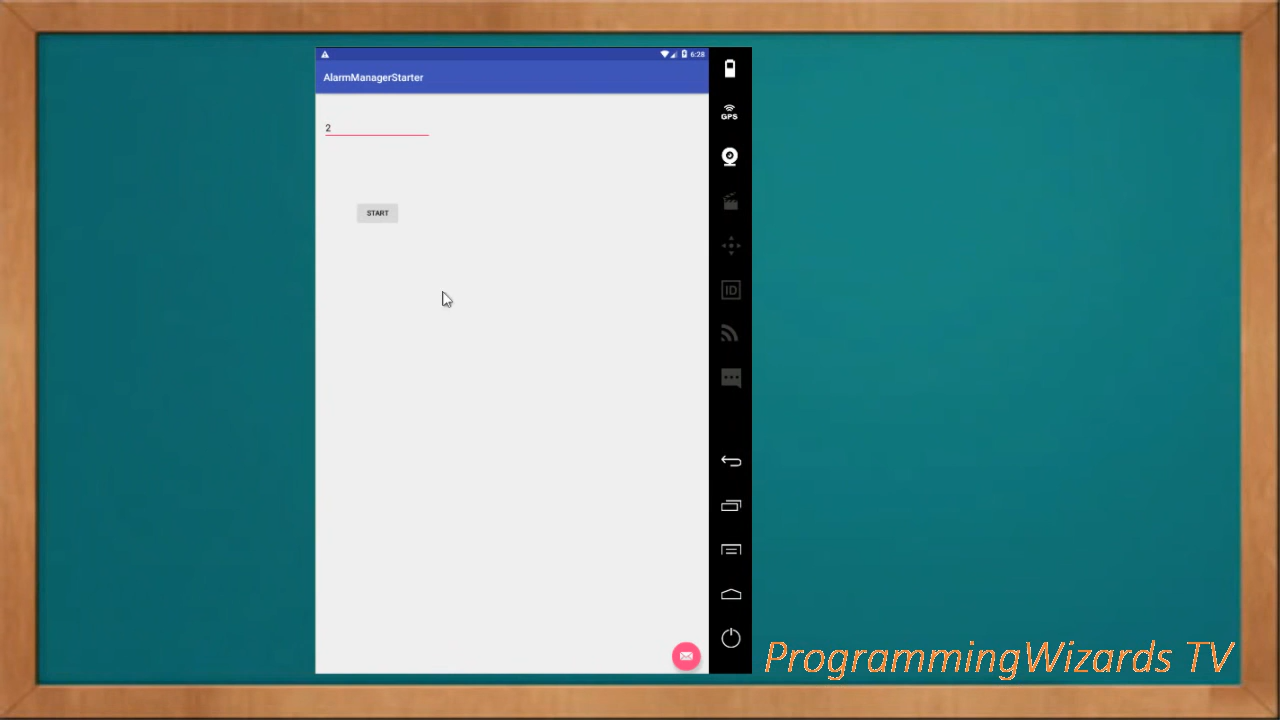 6:28
AlarmManagerStarter
GPS
2
START
ID
ProgrammingWizards TV